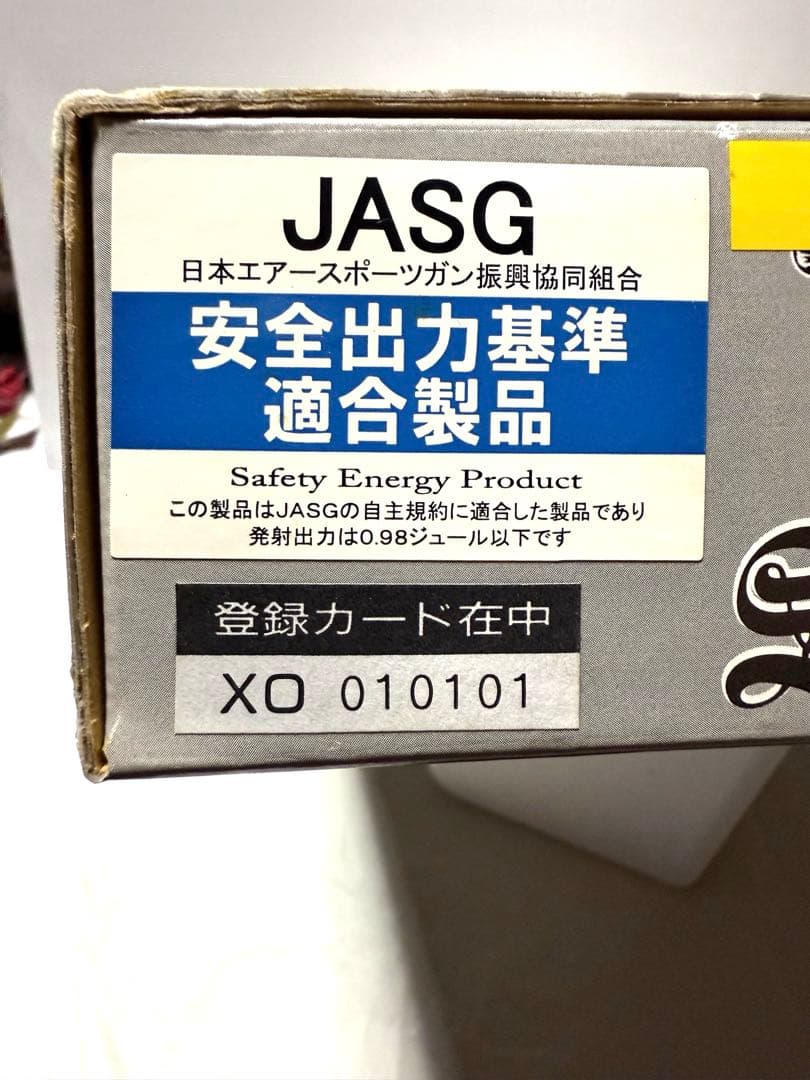 JASG
日本エアースポーツガン振興協同組合
安全出力基準
適合製品
Safety Energy Product
この製品はJASGの自主規約に適合した製品であり
発射出力は0.98ジュール以下です
登録カード在中
XO 010101